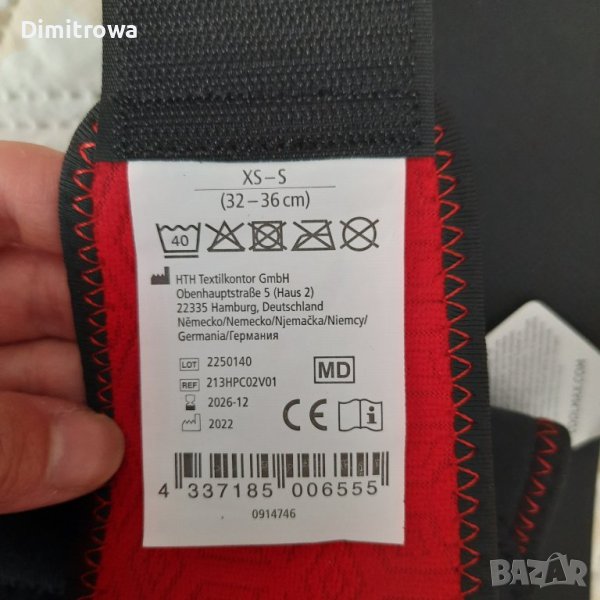 Dimitrowa
XS–S
(32–36 cm)
40
HTH Textilkontor GmbH
Obenhauptstraße 5 (Haus 2)
22335 Hamburg, Deutschland
Německo/Nemecko/Njemačka/Niemcy/
Germania/Германия
LOT 2250140
REF 213HPC02V01
MD
2026-12
2022
CE
4 337185 006555
0914746
BAZAR